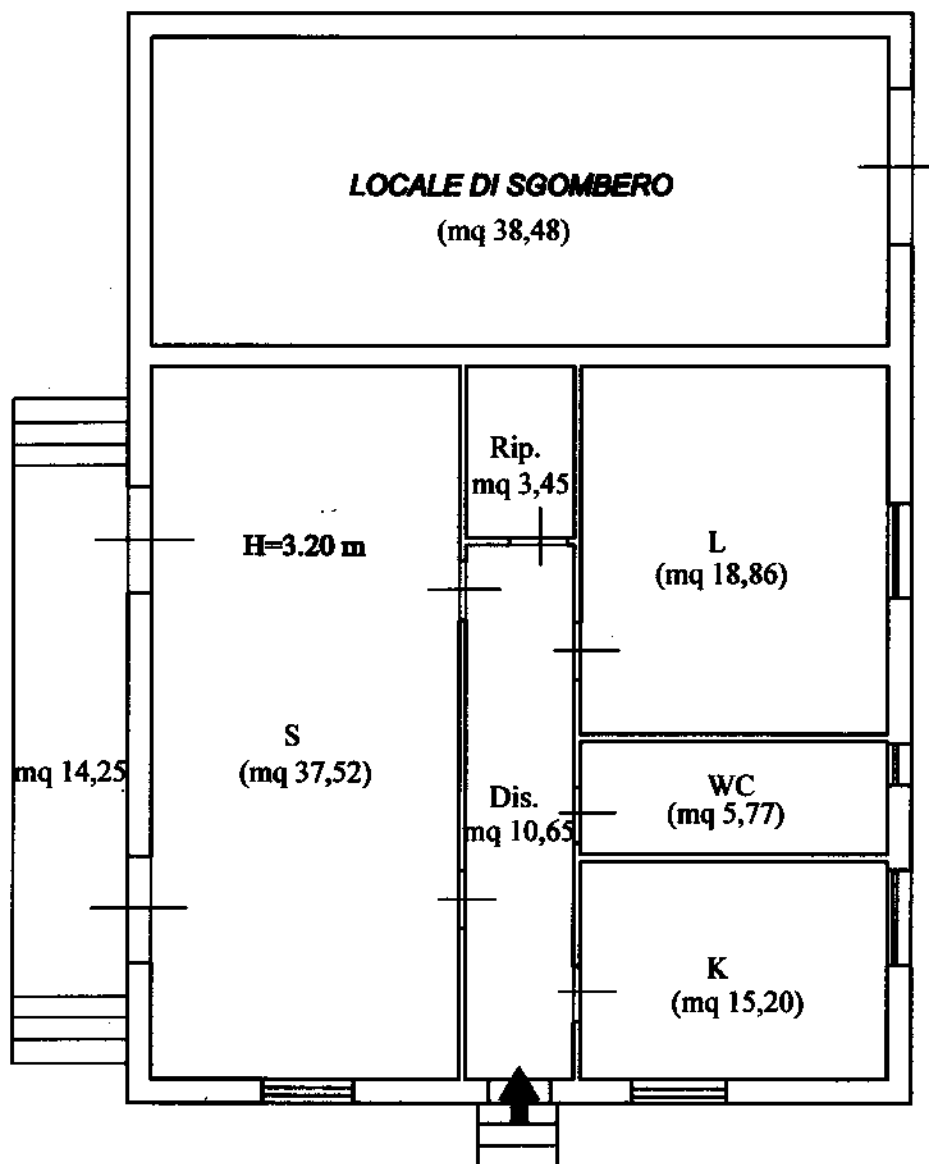 LOCALE DI SGOMBERO
(mq 38,48)
Rip.
mq 3,45
H=3.20 m
L
(mq 18,86)
S
(mq 37,52)
mq 14,25
Dis.
mq 10,65
WC
(mq 5,77)
K
(mq 15,20)